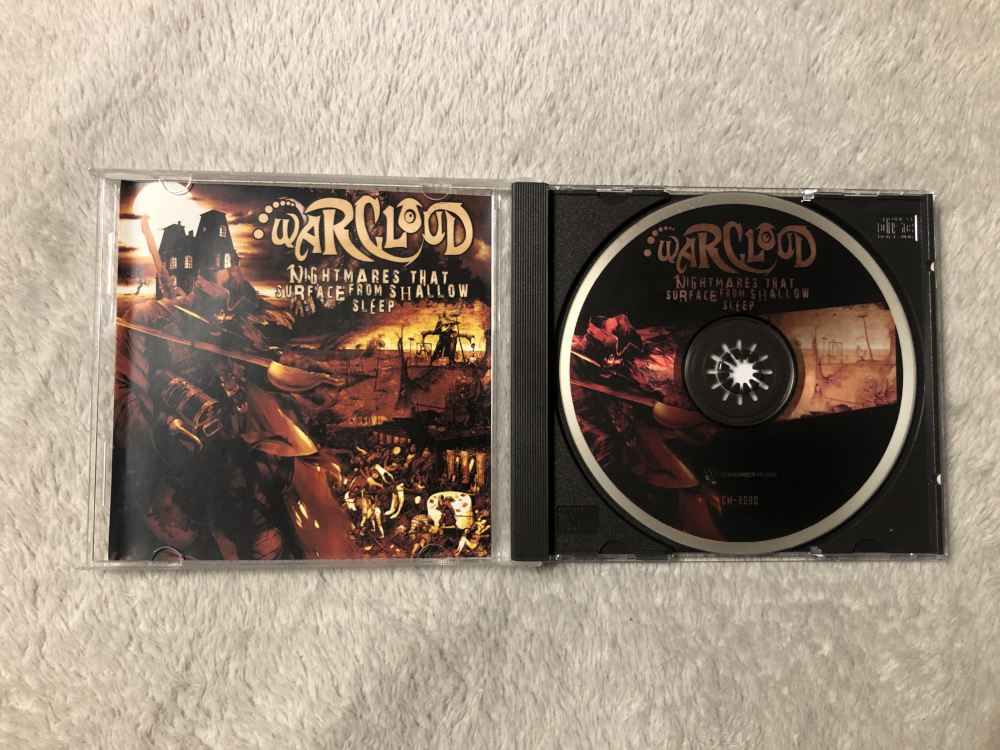 WARCLOUD
NIGHTMARES THAT
SURFACE FROM SHALLOW
SLEEP
WARCLOUD
NIGHTMARES THAT
SURFACE FROM SHALLOW
SLEEP
CHAMBER MUSIK
CM-2020